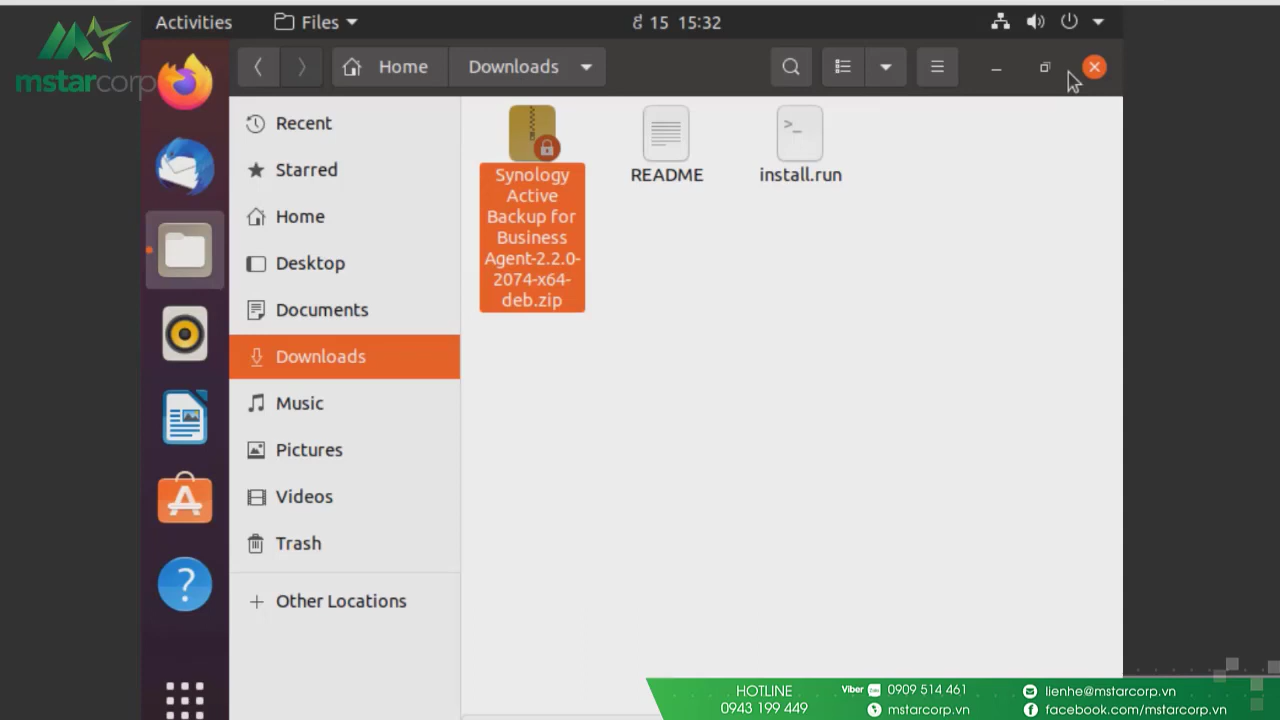 Activities
Files
15 15:32
mstarcorp
Home
Downloads
Recent
Starred
Home
Desktop
Documents
Downloads
Music
Pictures
Videos
Trash
Other Locations
Synology
Active
Backup for
Business
Agent-2.2.0-
2074-x64-
deb.zip
README
>_
install.run
HOTLINE
0943 199 449
Viber Zalo 0909 514 461
mstarcorp.vn
lienhe@mstarcorp.vn
facebook.com/mstarcorp.vn